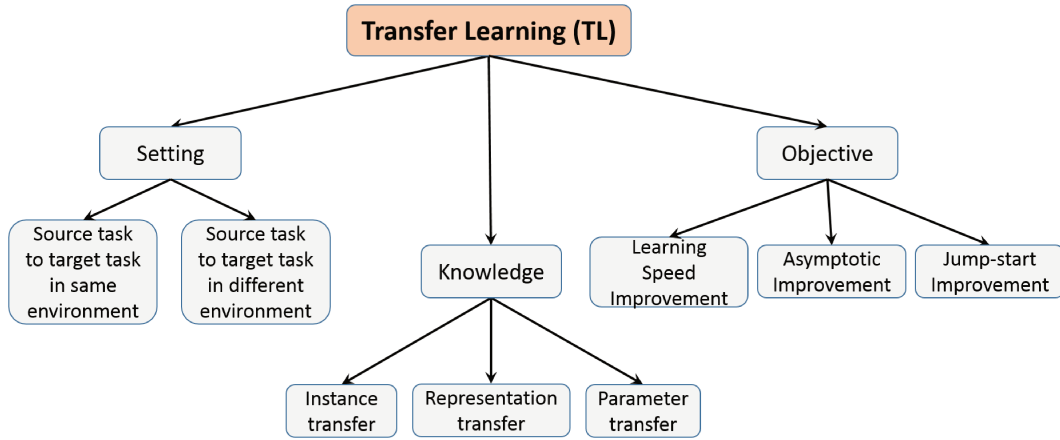 Transfer Learning (TL)
Setting
Objective
Source task
to target task
in same
environment
Source task
to target task
in different
environment
Knowledge
Learning
Speed
Improvement
Asymptotic
Improvement
Jump-start
Improvement
Instance
transfer
Representation
transfer
Parameter
transfer